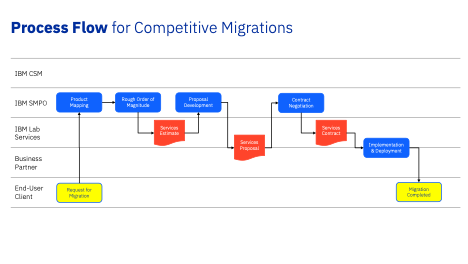 Process Flow for Competitive Migrations
IBM CSM
IBM SMPO
Product
Mapping
Rough Order of
Magnitude
Proposal
Development
Contract
Negotiation
IBM Lab
Services
Services
Estimate
Services
Proposal
Services
Contract
Implementation
& Deployment
Business
Partner
End-User
Client
Request for
Migration
Migration
Completed